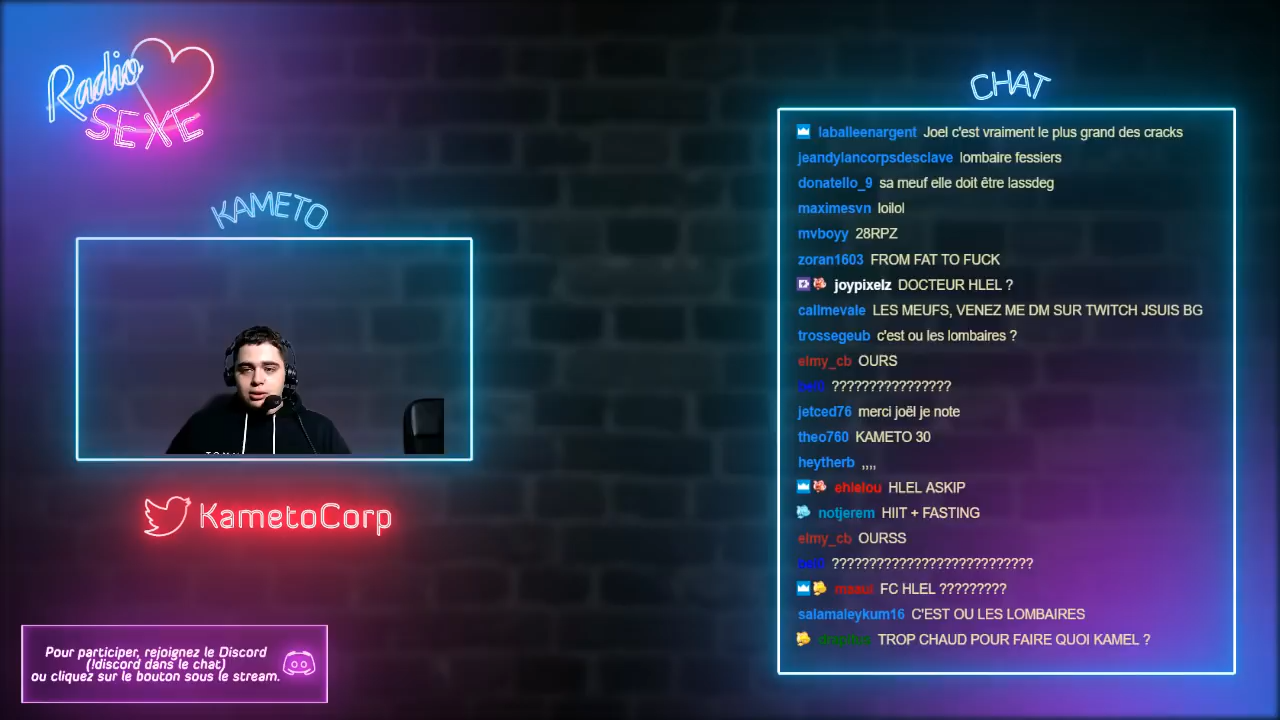 Radio
SEXE
KAMETO
KametoCorp
Pour participer, rejoignez le Discord
(!discord dans le chat)
ou cliquez sur le bouton sous le stream.
CHAT
laballeenargent Joel c'est vraiment le plus grand des cracks
jeandylancorpsdesclave lombaire fessiers
donatello_9 sa meuf elle doit être lassdeg
maximesvn loilol
mvboyy 28RPZ
zoran1603 FROM FAT TO FUCK
joypixelz DOCTEUR HLEL ?
callmevale LES MEUFS, VENEZ ME DM SUR TWITCH JSUIS BG
trossegeub c'est ou les lombaires ?
elmy_cb OURS
????????????????
jetced76 merci joël je note
theo760 KAMETO 30
heytherb ,,,,
ehlelou HLEL ASKIP
notjerem HIIT + FASTING
elmy_cb OURSS
???????????????????????????
FC HLEL ?????????
salamaleykum16 C'EST OU LES LOMBAIRES
TROP CHAUD POUR FAIRE QUOI KAMEL ?